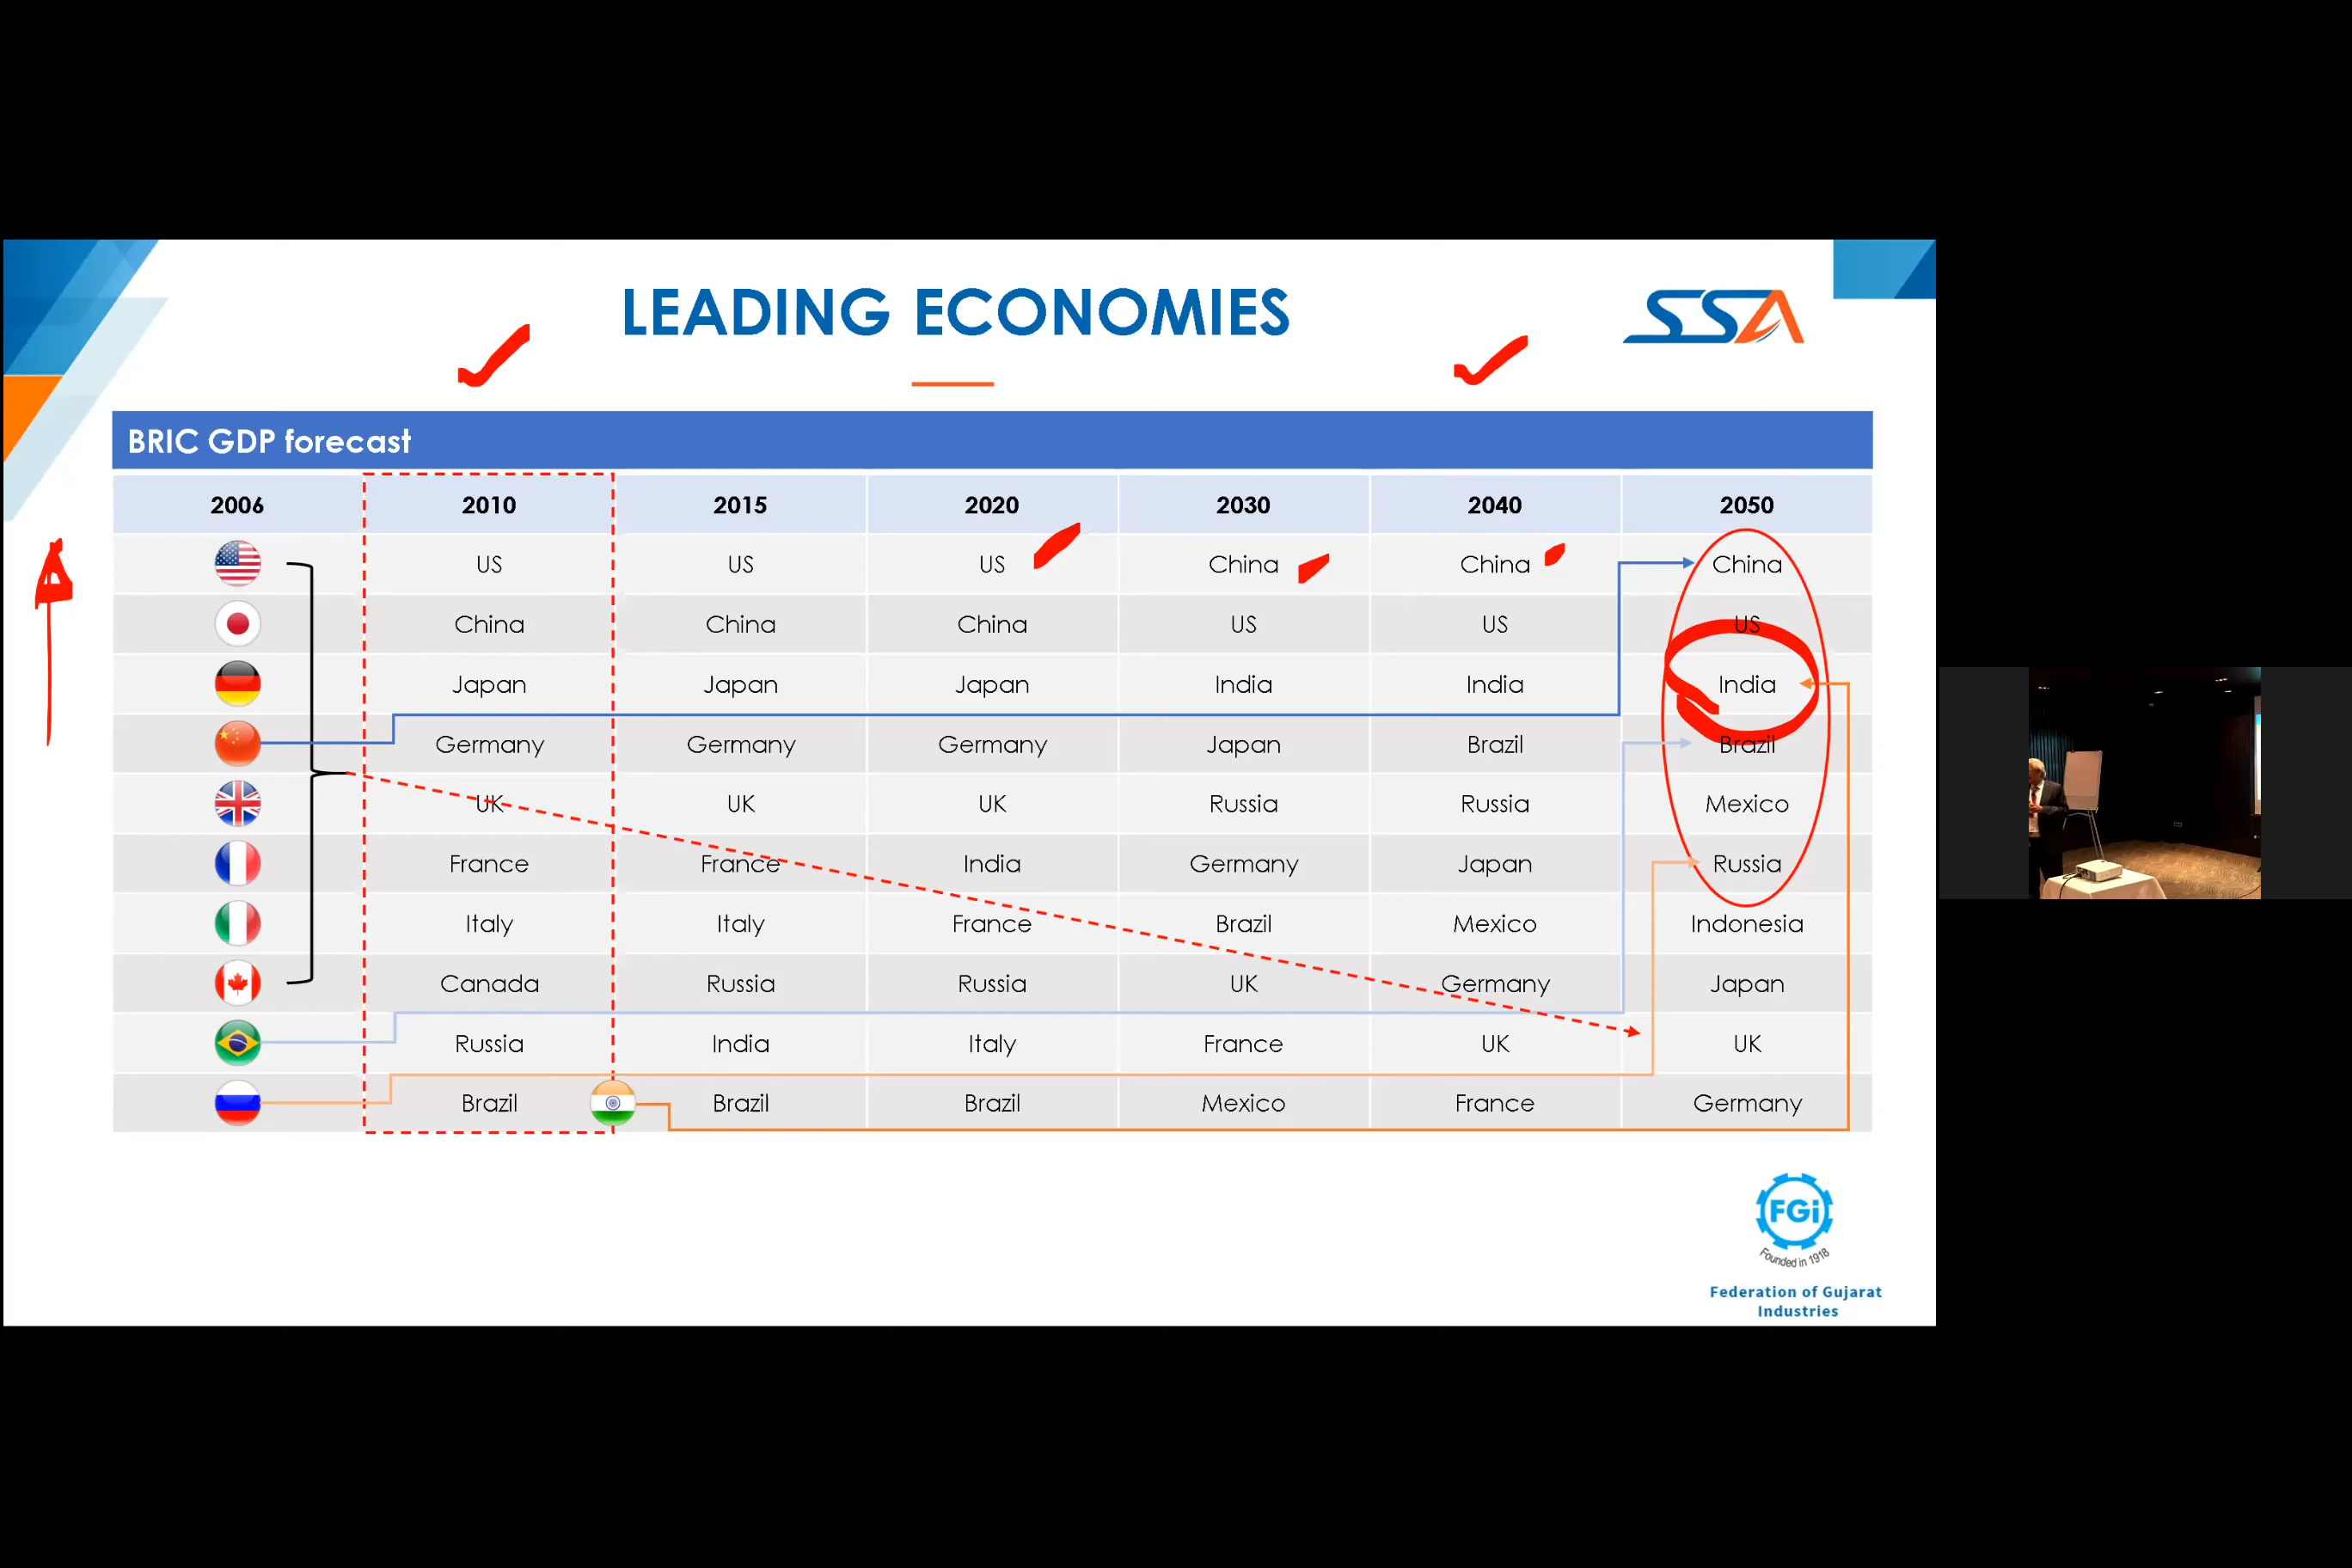 LEADING ECONOMIES
SSA
BRIC GDP forecast
2006 2010 2015 2020 2030 2040 2050
US US US China China China
China China China US US US
Japan Japan Japan India India India
Germany Germany Germany Japan Brazil Brazil
UK UK UK Russia Russia Mexico
France France India Germany Japan Russia
Italy Italy France Brazil Mexico Indonesia
Canada Russia Russia UK Germany Japan
Russia India Italy France UK UK
Brazil Brazil Brazil Mexico France Germany
FGi
Founded in 1918
Federation of Gujarat
Industries